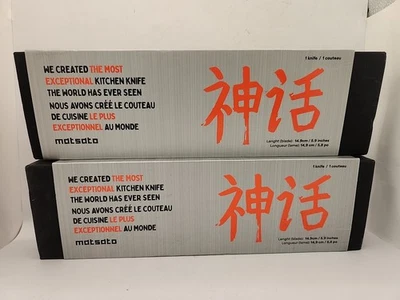 WE CREATED THE MOST
EXCEPTIONAL KITCHEN KNIFE
THE WORLD HAS EVER SEEN
NOUS AVONS CRÉÉ LE COUTEAU
DE CUISINE LE PLUS
EXCEPTIONNEL AU MONDE
matsato
神话
1 knife / 1 couteau
WE CREATED THE MOST
EXCEPTIONAL KITCHEN KNIFE
THE WORLD HAS EVER SEEN
NOUS AVONS CRÉÉ LE COUTEAU
DE CUISINE LE PLUS
EXCEPTIONNEL AU MONDE
matsato
神话
1 knife / 1 couteau